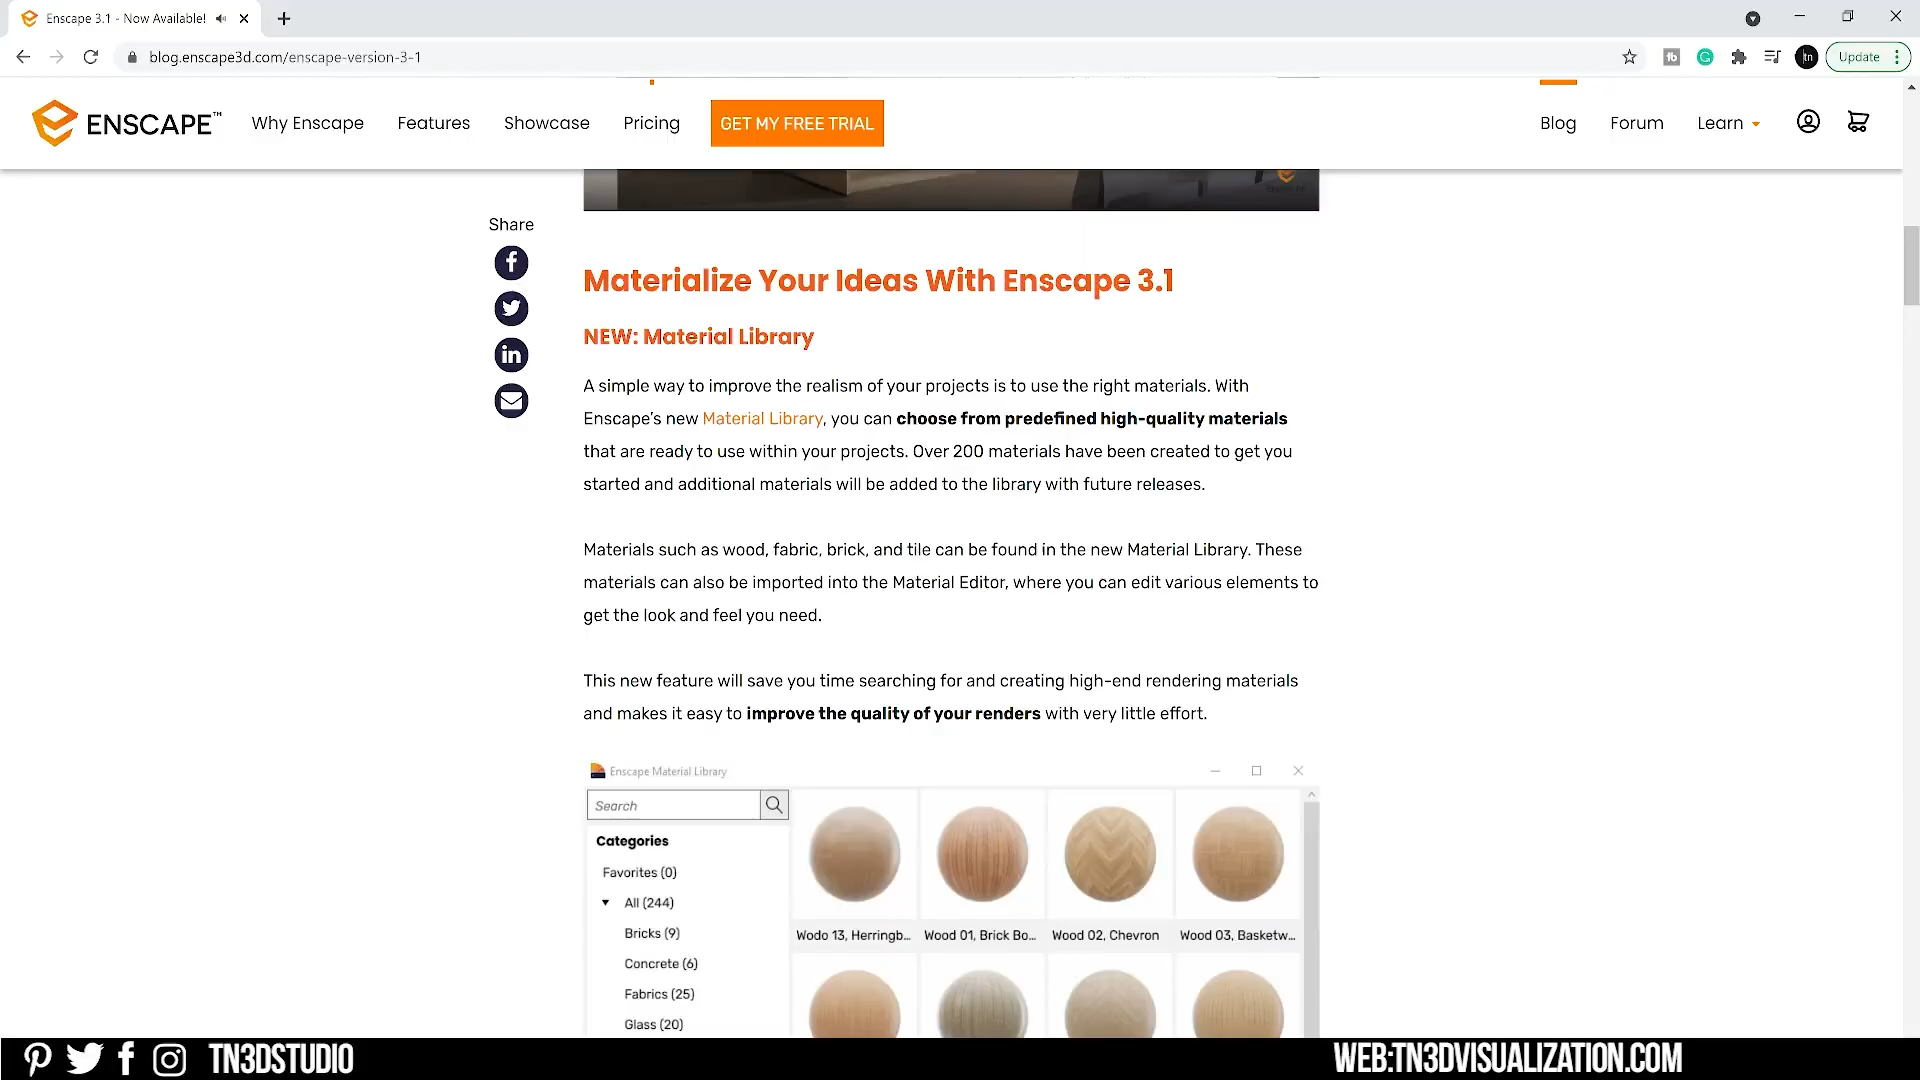 Enscape 3.1 - Now Available!
blog.enscape3d.com/enscape-version-3-1
Update
ENSCAPE™
Why Enscape
Features
Showcase
Pricing
GET MY FREE TRIAL
Blog
Forum
Learn
Share
Materialize Your Ideas With Enscape 3.1
NEW: Material Library
A simple way to improve the realism of your projects is to use the right materials. With
Enscape’s new Material Library, you can choose from predefined high-quality materials
that are ready to use within your projects. Over 200 materials have been created to get you
started and additional materials will be added to the library with future releases.
Materials such as wood, fabric, brick, and tile can be found in the new Material Library. These
materials can also be imported into the Material Editor, where you can edit various elements to
get the look and feel you need.
This new feature will save you time searching for and creating high-end rendering materials
and makes it easy to improve the quality of your renders with very little effort.
Enscape Material Library
Search
Categories
Favorites (0)
All (244)
Bricks (9)
Concrete (6)
Fabrics (25)
Glass (20)
Wodo 13, Herringb...
Wood 01, Brick Bo...
Wood 02, Chevron
Wood 03, Basketw...
TN3DSTUDIO
WEB:TN3DVISUALIZATION.COM